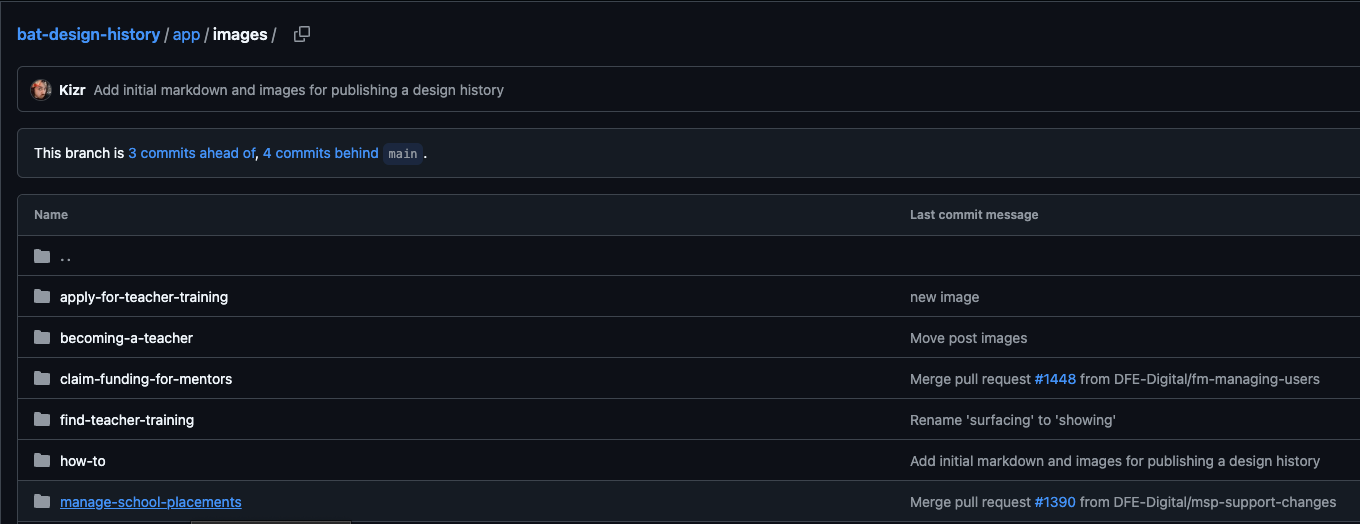 bat-design-history / app / images /
Kizr Add initial markdown and images for publishing a design history
This branch is 3 commits ahead of, 4 commits behind main .
Name Last commit message
..
apply-for-teacher-training new image
becoming-a-teacher Move post images
claim-funding-for-mentors Merge pull request #1448 from DFE-Digital/fm-managing-users
find-teacher-training Rename 'surfacing' to 'showing'
how-to Add initial markdown and images for publishing a design history
manage-school-placements Merge pull request #1390 from DFE-Digital/msp-support-changes